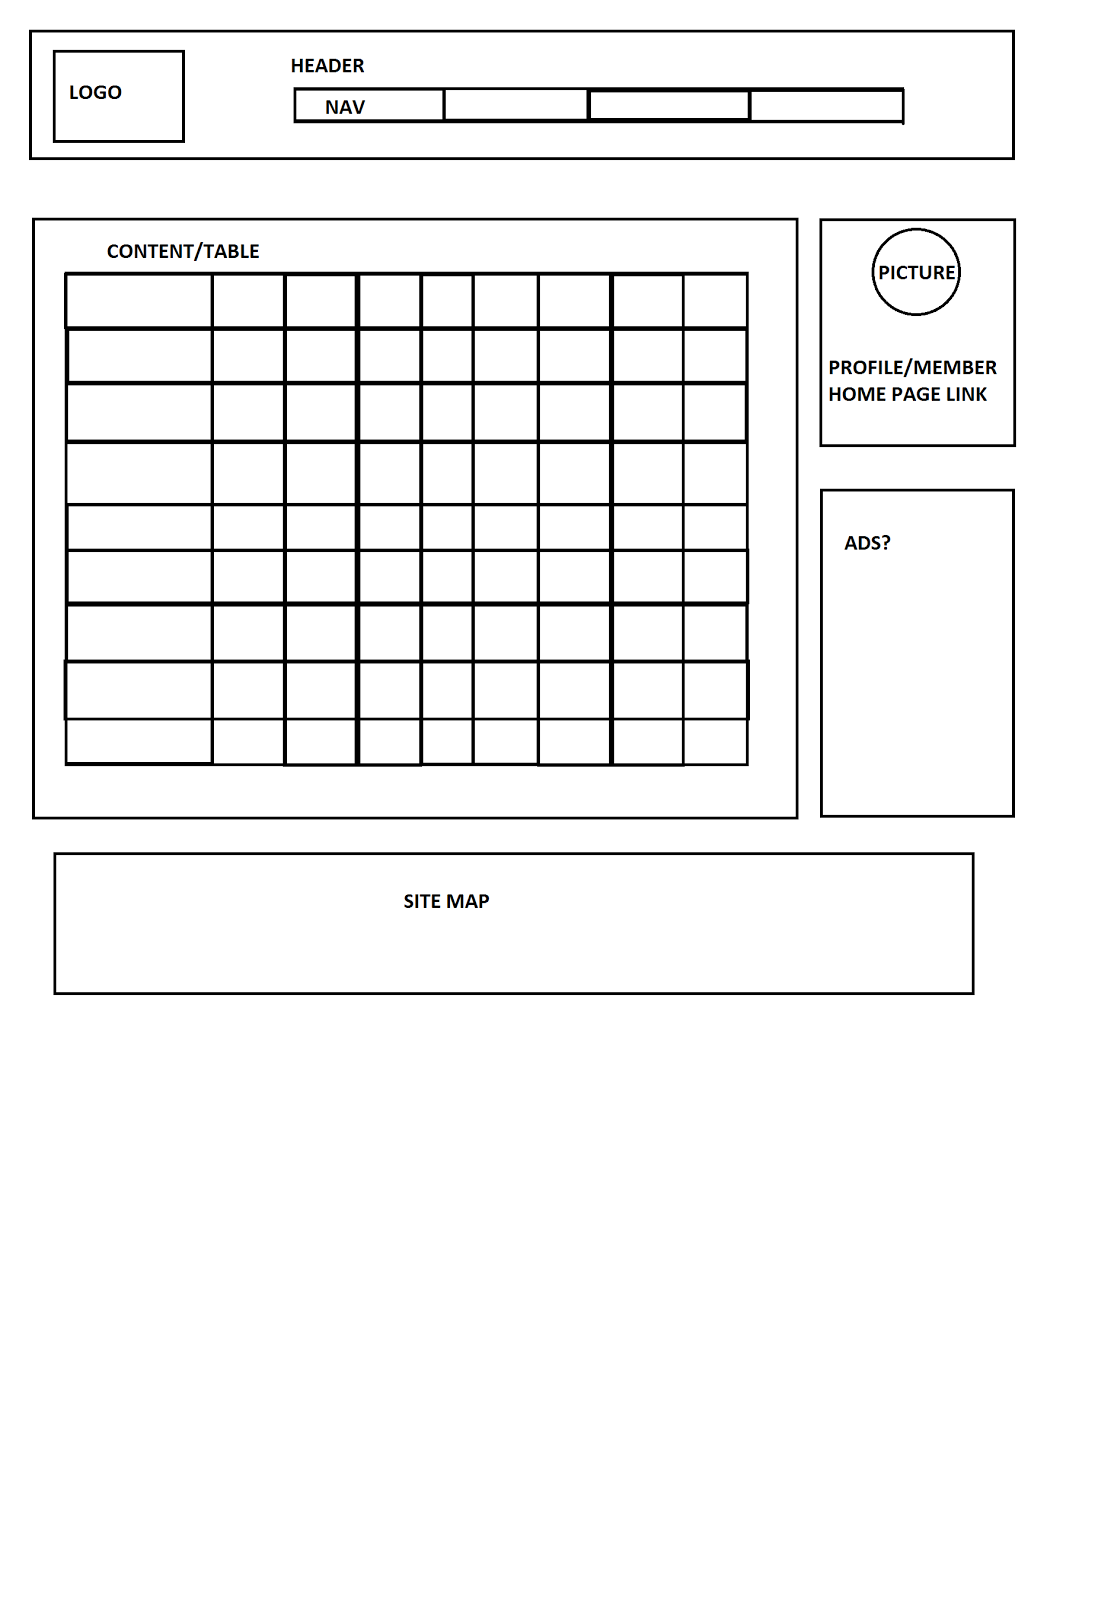 HEADER
LOGO
NAV
CONTENT/TABLE
PICTURE
PROFILE/MEMBER
HOME PAGE LINK
ADS?
SITE MAP